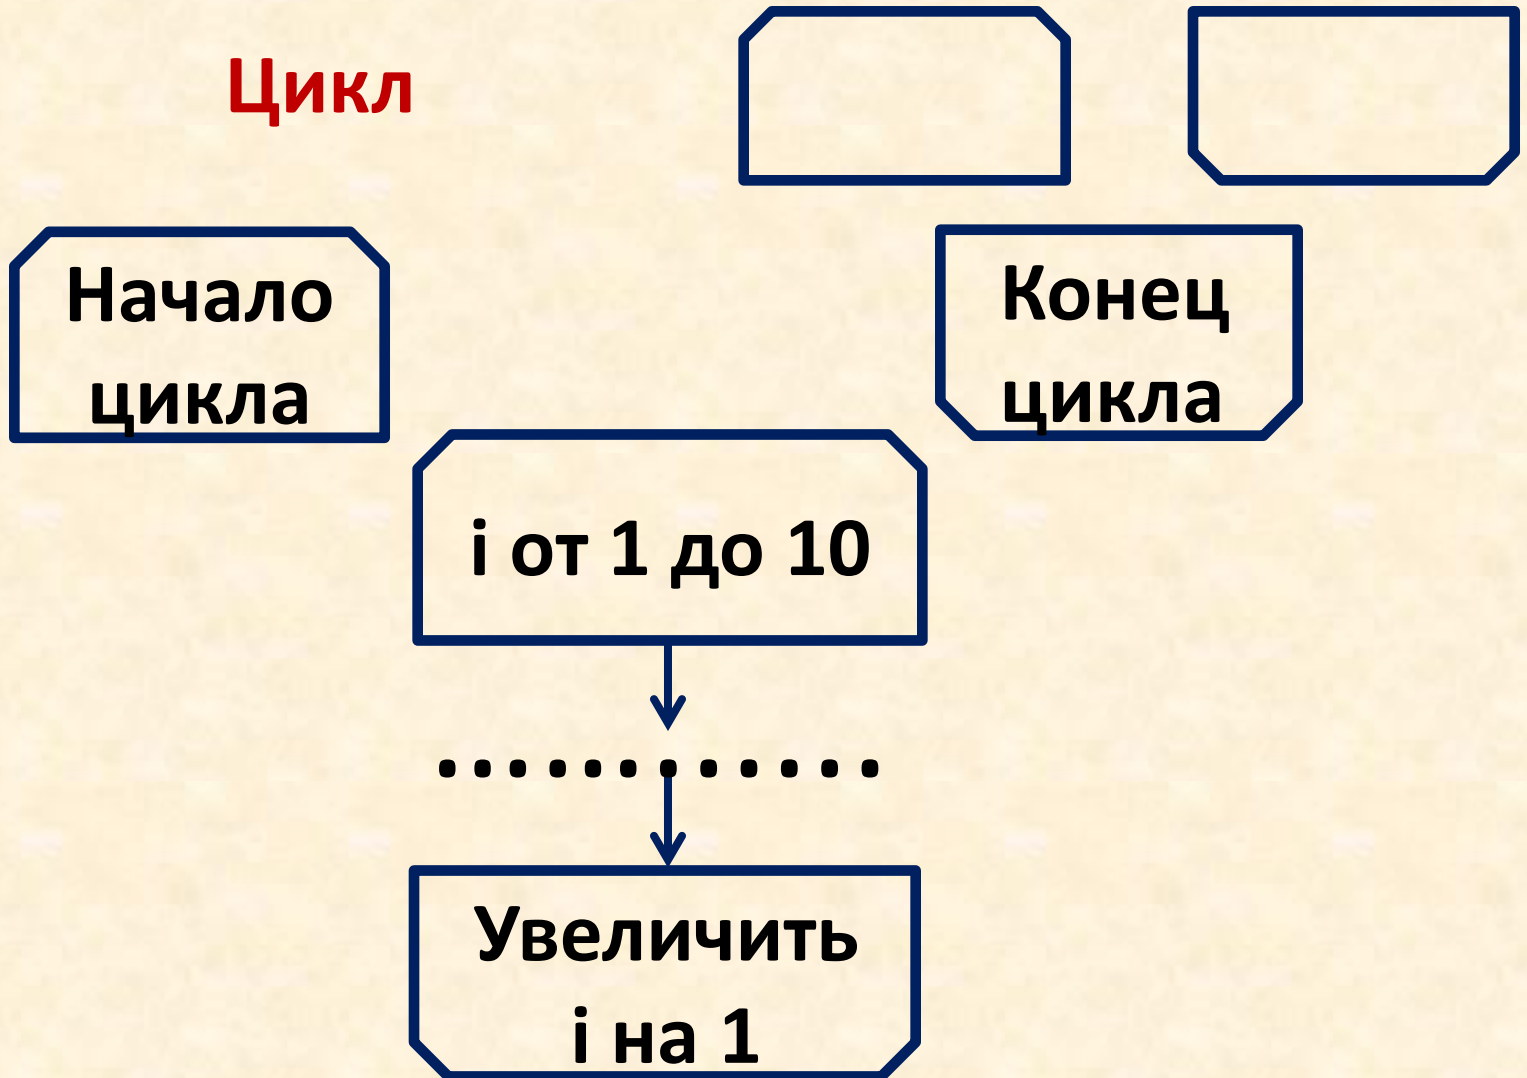 Цикл
Начало
цикла
Конец
цикла
i от 1 до 10
............
Увеличить
i на 1